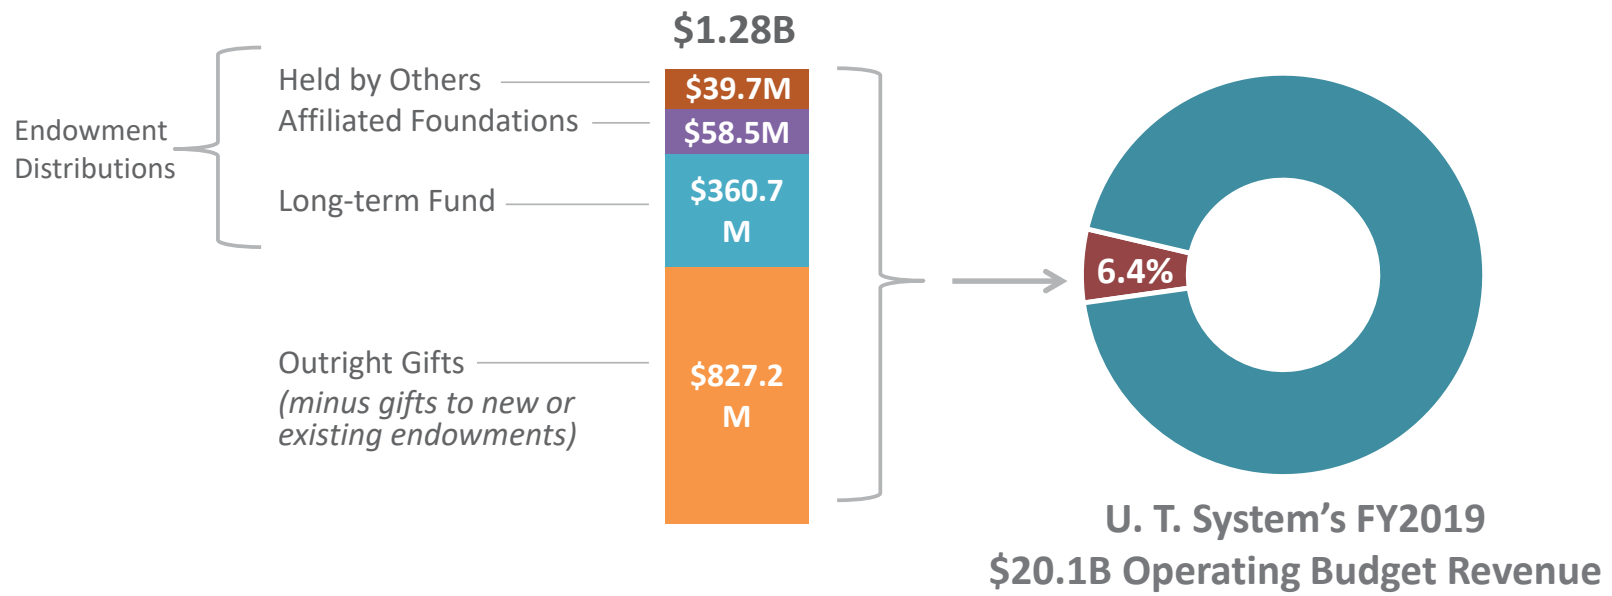 $1.28B
Endowment
Distributions
Held by Others
Affiliated Foundations
Long-term Fund
Outright Gifts
(minus gifts to new or
existing endowments)
$39.7M
$58.5M
$360.7
M
$827.2
M
6.4%
U. T. System’s FY2019
$20.1B Operating Budget Revenue